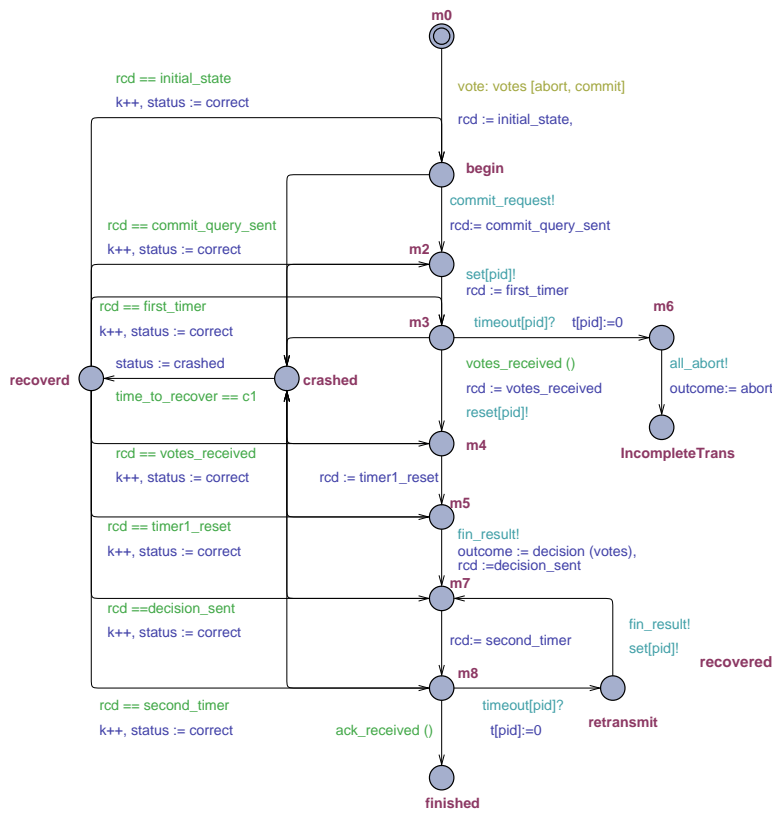 m0
rcd == initial_state
k++, status := correct
vote: votes [abort, commit]
rcd := initial_state,
begin
commit_request!
rcd:= commit_query_sent
rcd == commit_query_sent
k++, status := correct
m2
set[pid]!
rcd := first_timer
m6
rcd == first_timer
k++, status := correct
m3
timeout[pid]?
t[pid]:=0
status := crashed
recoverd
crashed
time_to_recover == c1
votes_received ()
rcd := votes_received
reset[pid]!
all_abort!
outcome:= abort
IncompleteTrans
m4
rcd == votes_received
k++, status := correct
rcd := timer1_reset
m5
rcd == timer1_reset
k++, status := correct
fin_result!
outcome := decision (votes),
rcd :=decision_sent
m7
rcd ==decision_sent
k++, status := correct
rcd:= second_timer
fin_result!
set[pid]!
recovered
m8
rcd == second_timer
k++, status := correct
timeout[pid]?
t[pid]:=0
retransmit
ack_received ()
finished